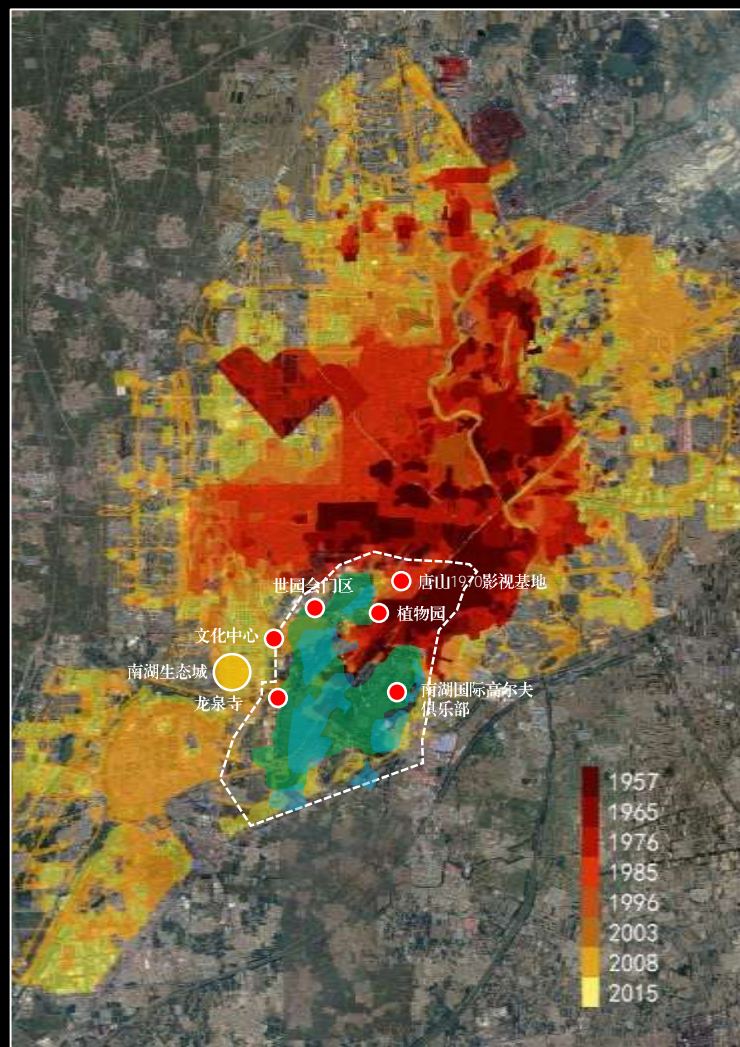 世园会门区
唐山1970影视基地
植物园
文化中心
南湖生态城
龙泉寺
南湖国际高尔夫
俱乐部
1957
1965
1976
1985
1996
2003
2008
2015